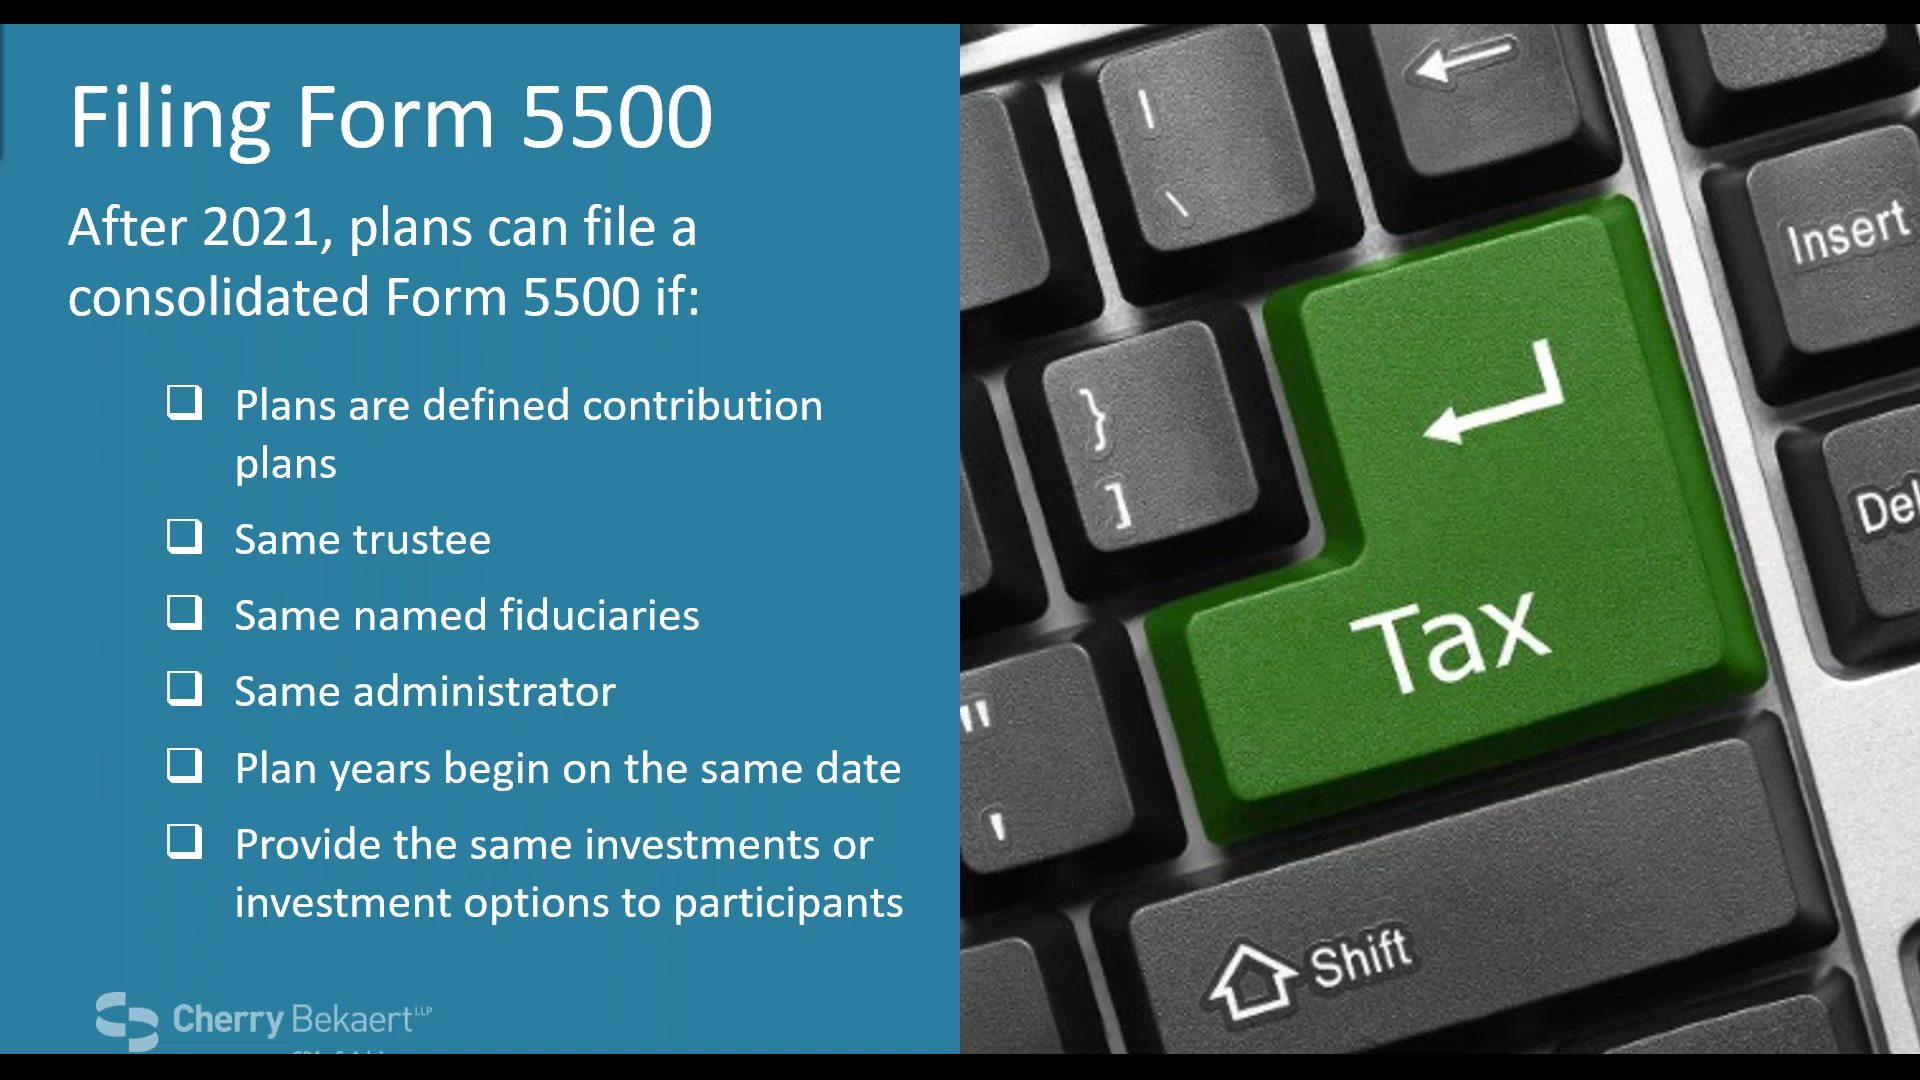 Filing Form 5500
After 2021, plans can file a
consolidated Form 5500 if:
Plans are defined contribution
plans
Same trustee
Same named fiduciaries
Same administrator
Plan years begin on the same date
Provide the same investments or
investment options to participants
Cherry Bekaert LLP
|
\
Insert
}
]
Del
Tax
"
'
Shift